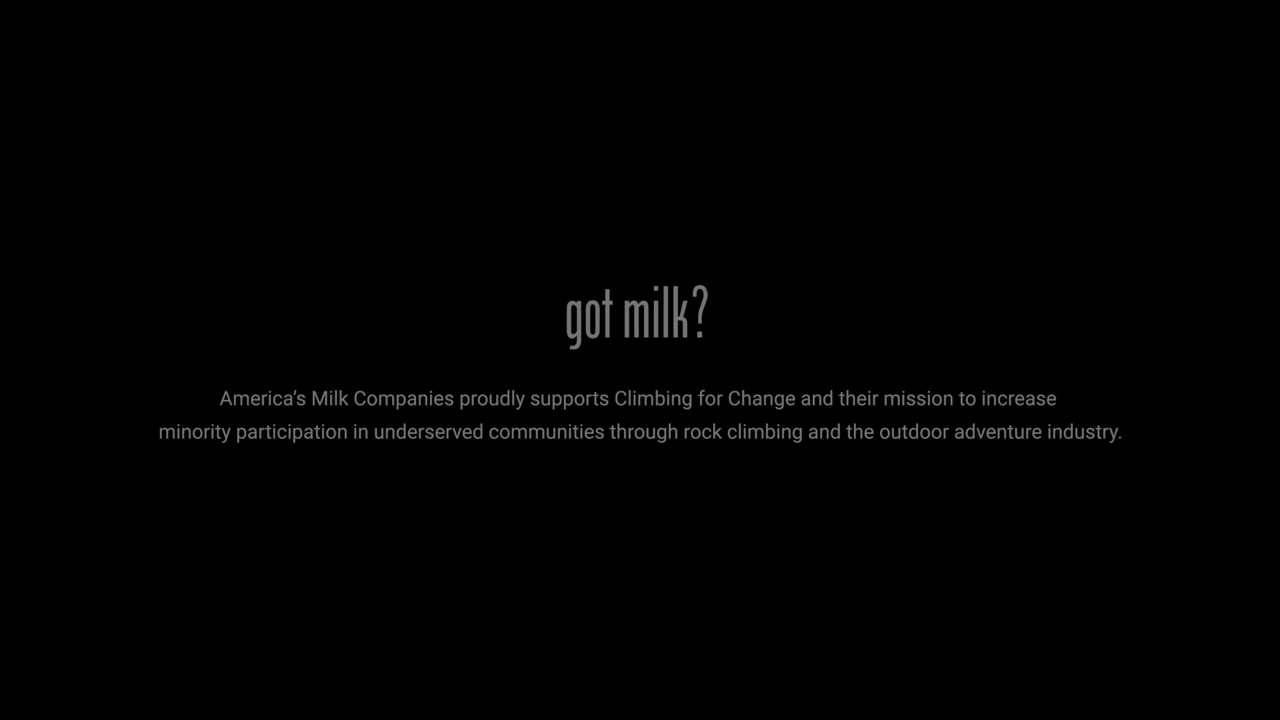 got milk?
America’s Milk Companies proudly supports Climbing for Change and their mission to increase
minority participation in underserved communities through rock climbing and the outdoor adventure industry.